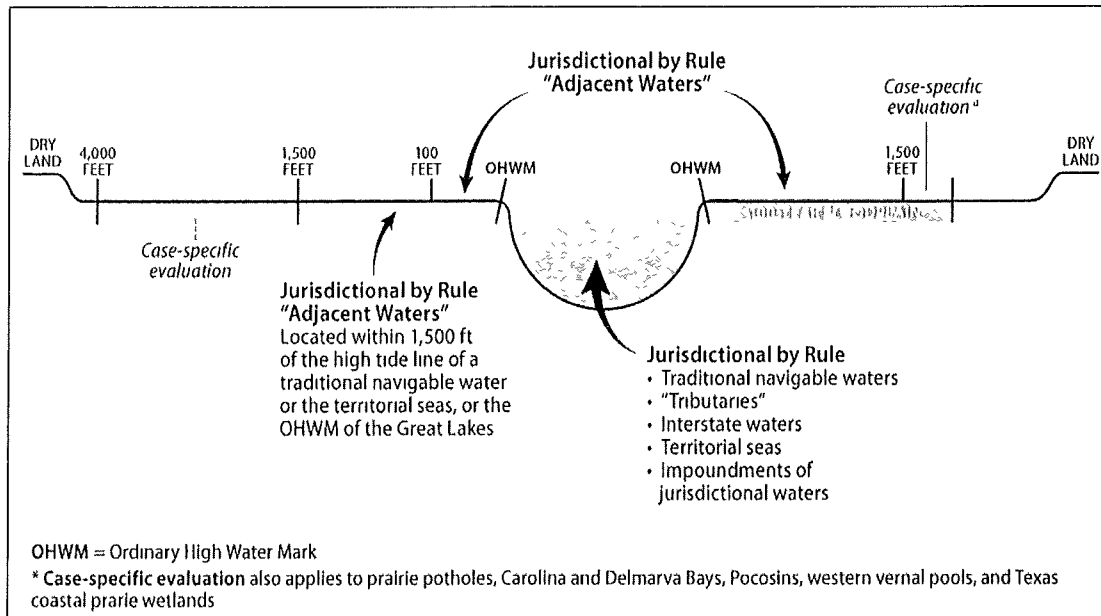 Jurisdictional by Rule
"Adjacent Waters"
Case-specific
evaluation
DRY
LAND
4,000
FEET
1,500
FEET
100
FEET
OHWM
OHWM
1,500
FEET
DRY
LAND
Case-specific
evaluation
Jurisdictional by Rule
"Adjacent Waters"
Located within 1,500 ft
of the high tide line of a
traditional navigable water
or the territorial seas, or the
OHWM of the Great Lakes
Jurisdictional by Rule
• Traditional navigable waters
• "Tributaries"
• Interstate waters
• Territorial seas
• Impoundments of
jurisdictional waters
OHWM = Ordinary High Water Mark
* Case-specific evaluation also applies to prairie potholes, Carolina and Delmarva Bays, Pocosins, western vernal pools, and Texas
coastal prarie wetlands